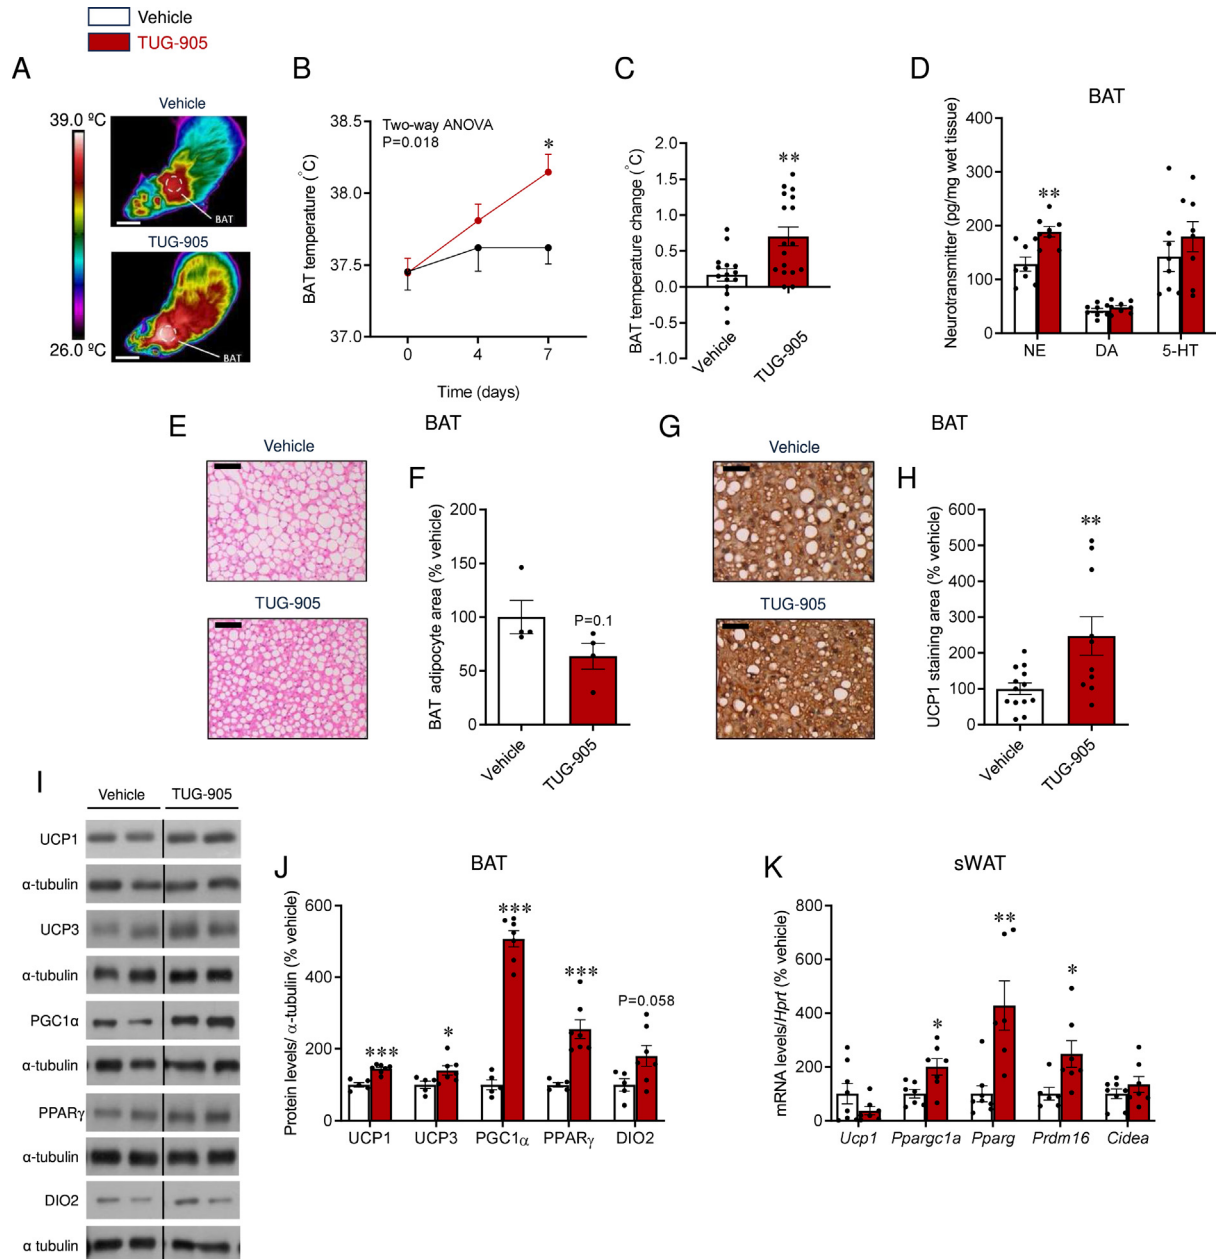 Vehicle
TUG-905
A
Vehicle
39.0 ºC
BAT
TUG-905
BAT
26.0 ºC
B
38.5
38.0
37.5
37.0
BAT temperature (°C)
Two-way ANOVA
P=0.018
*
0 4 7
Time (days)
C
2.0
1.5
1.0
0.5
0.0
-0.5
-1.0
BAT temperature change (°C)
**
Vehicle TUG-905
D
BAT
400
300
200
100
0
Neurotransmitter (pg/mg wet tissue)
**
NE DA 5-HT
E
BAT
Vehicle
TUG-905
F
200
150
100
50
0
BAT adipocyte area (% vehicle)
P=0.1
Vehicle TUG-905
G
BAT
Vehicle
TUG-905
H
600
500
400
300
200
100
0
UCP1 staining area (% vehicle)
**
Vehicle TUG-905
I
Vehicle TUG-905
UCP1
α-tubulin
UCP3
α-tubulin
PGC1α
α-tubulin
PPARγ
α-tubulin
DIO2
α tubulin
J
BAT
600
400
200
0
Protein levels/ α-tubulin (% vehicle)
*** * *** *** P=0.058
UCP1 UCP3 PGC1α PPARγ DIO2
K
sWAT
800
600
400
200
0
mRNA levels/Hprt (% vehicle)
* ** *
Ucp1 Ppargc1a Pparg Prdm16 Cidea